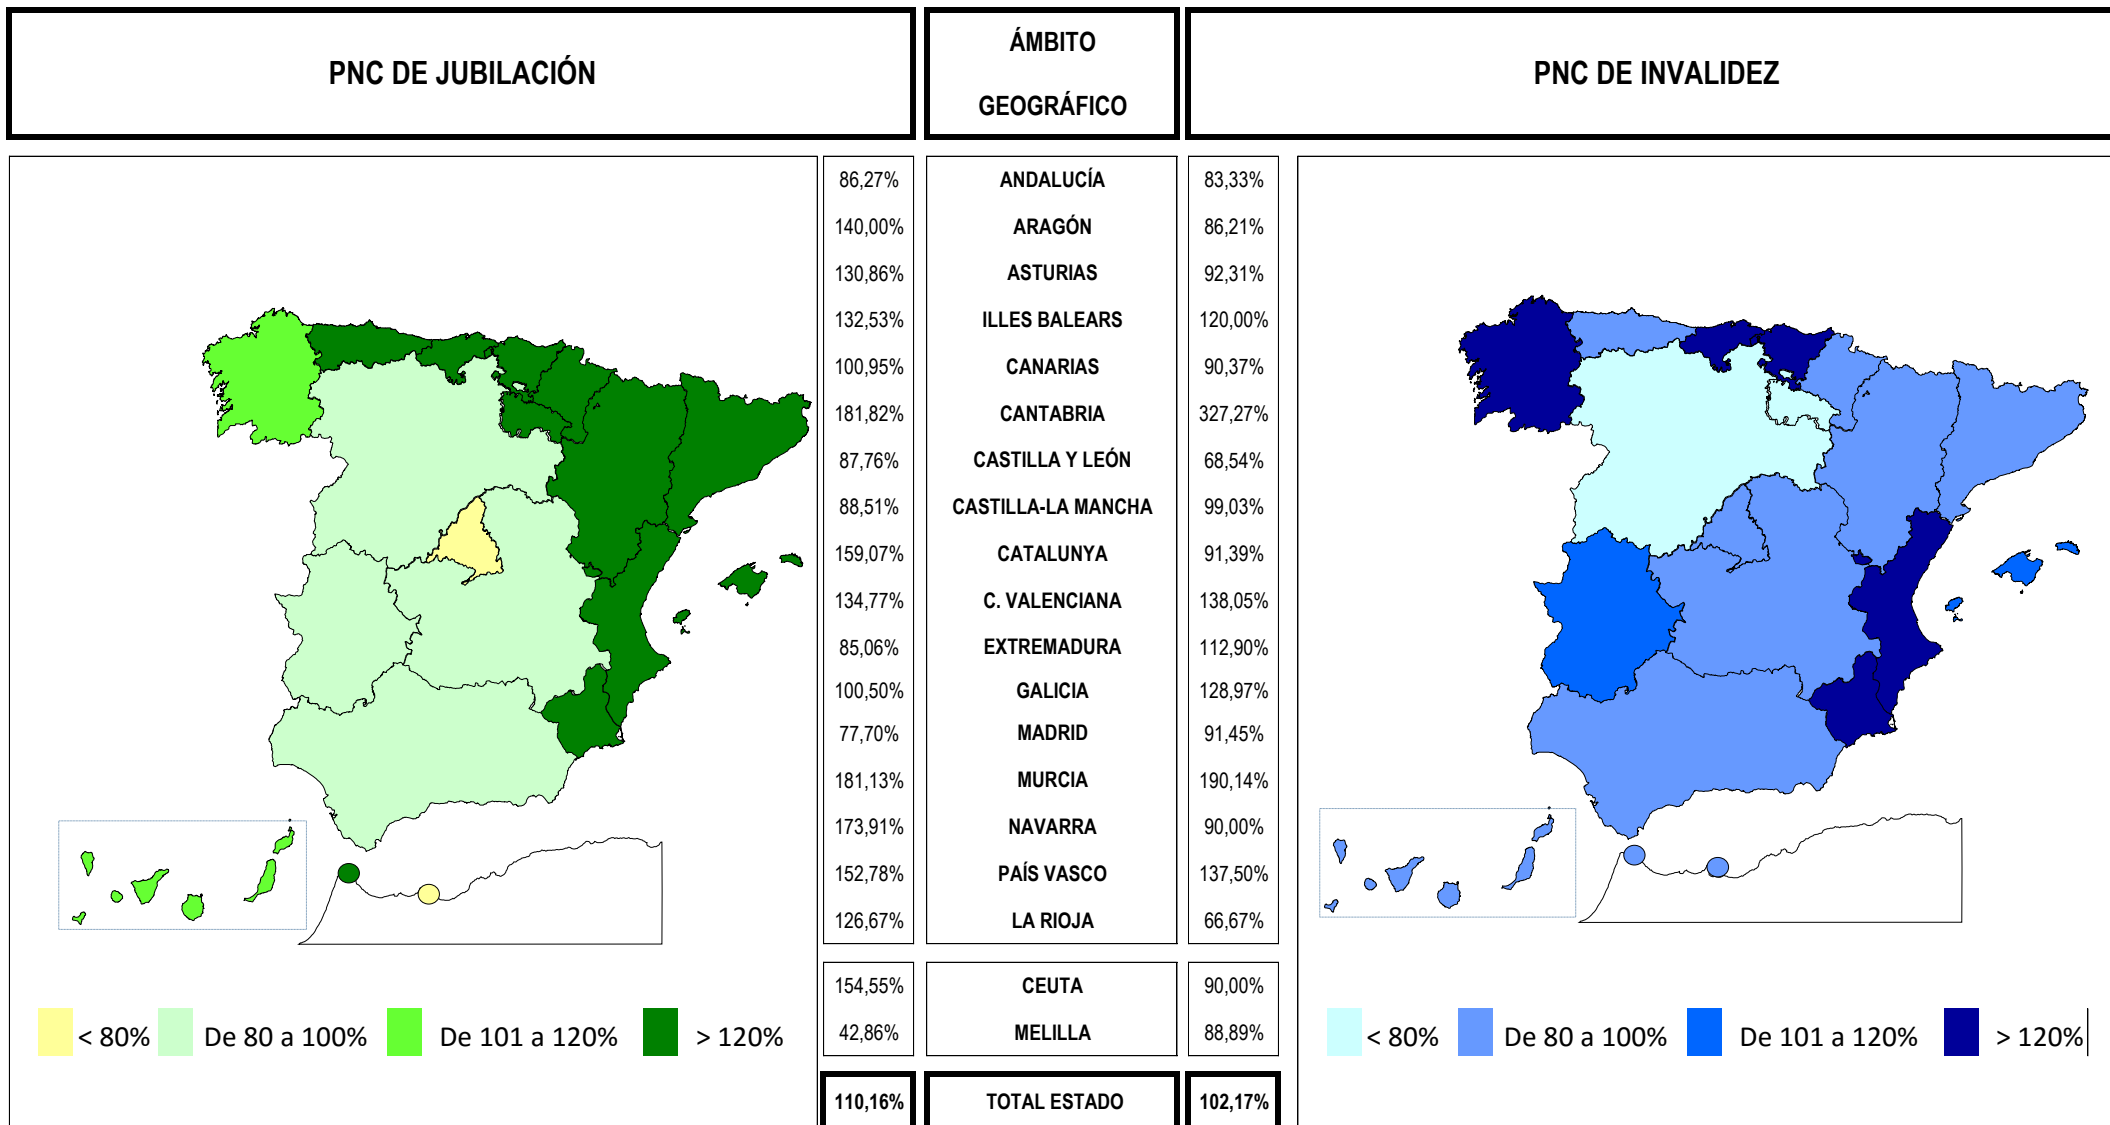 PNC DE JUBILACIÓN
ÁMBITO
GEOGRÁFICO
PNC DE INVALIDEZ
86,27% ANDALUCÍA 83,33%
140,00% ARAGÓN 86,21%
130,86% ASTURIAS 92,31%
132,53% ILLES BALEARS 120,00%
100,95% CANARIAS 90,37%
181,82% CANTABRIA 327,27%
87,76% CASTILLA Y LEÓN 68,54%
88,51% CASTILLA-LA MANCHA 99,03%
159,07% CATALUNYA 91,39%
134,77% C. VALENCIANA 138,05%
85,06% EXTREMADURA 112,90%
100,50% GALICIA 128,97%
77,70% MADRID 91,45%
181,13% MURCIA 190,14%
173,91% NAVARRA 90,00%
152,78% PAÍS VASCO 137,50%
126,67% LA RIOJA 66,67%
154,55% CEUTA 90,00%
42,86% MELILLA 88,89%
110,16% TOTAL ESTADO 102,17%
< 80% De 80 a 100% De 101 a 120% > 120%
< 80% De 80 a 100% De 101 a 120% > 120%